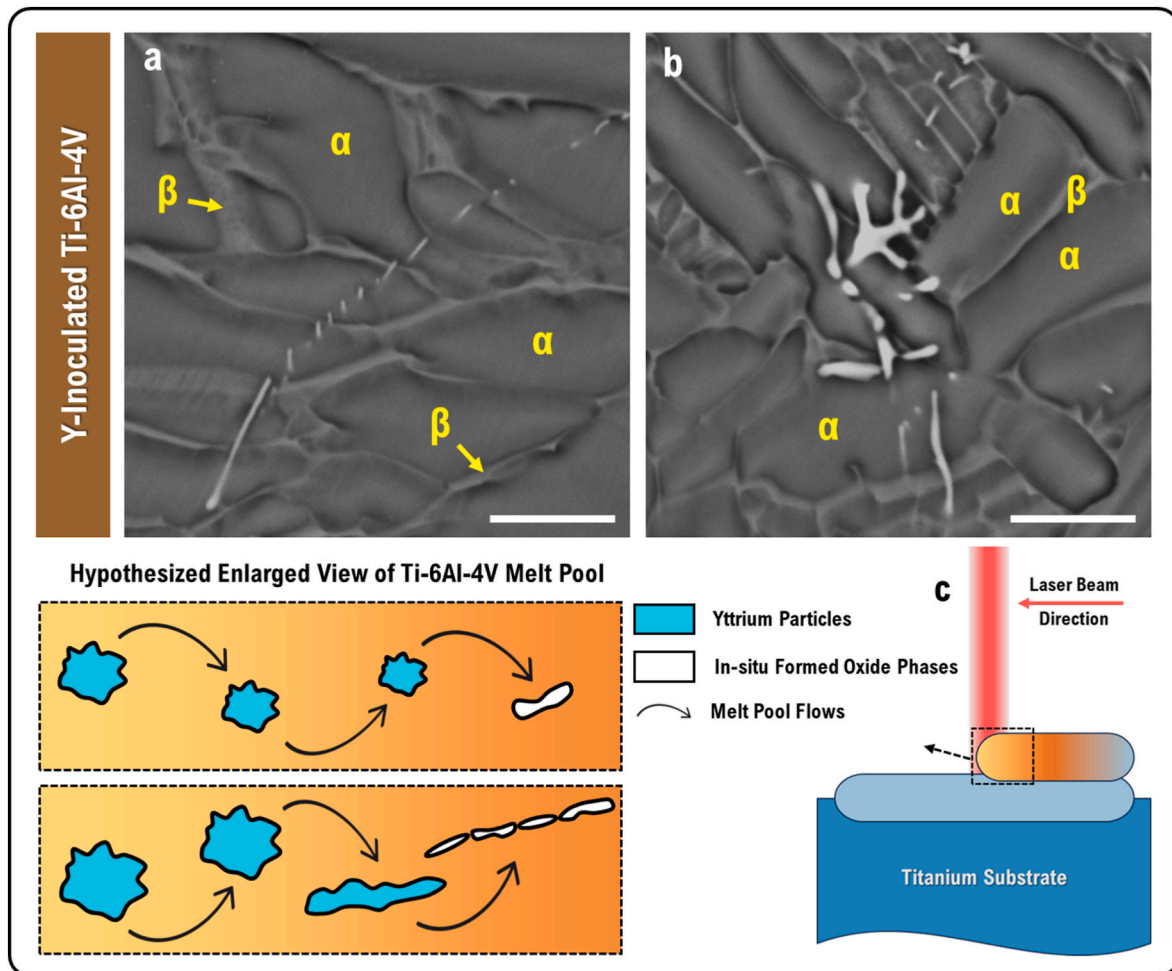 Y-Inoculated Ti-6Al-4V
a
α
β
α
β
b
α
β
α
α
Hypothesized Enlarged View of Ti-6Al-4V Melt Pool
Yttrium Particles
In-situ Formed Oxide Phases
Melt Pool Flows
c
Laser Beam
Direction
Titanium Substrate